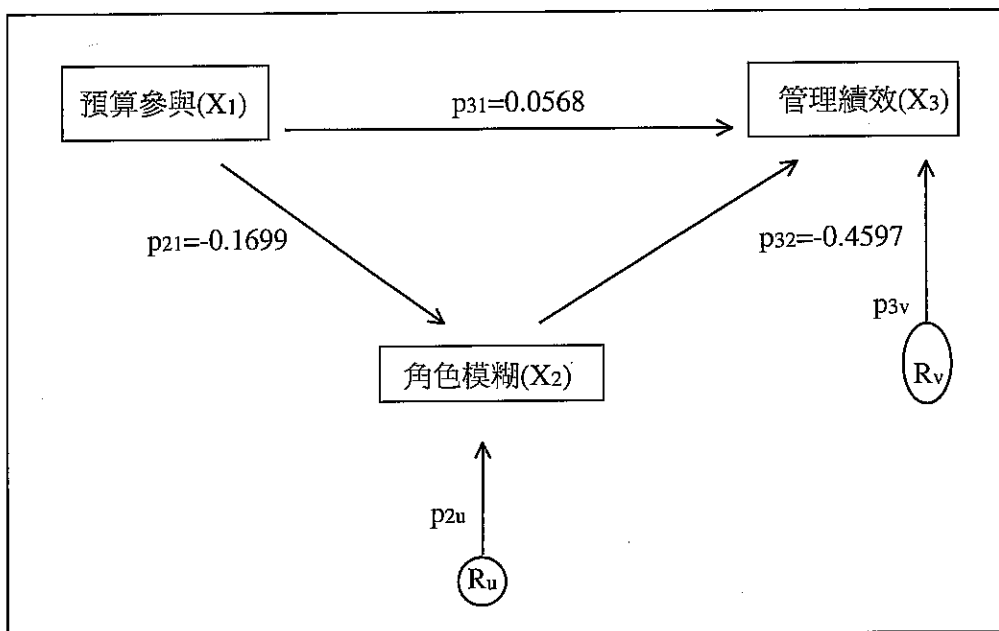 預算參與(X1)
管理績效(X3)
p31=0.0568
p21=-0.1699
p32=-0.4597
p3v
角色模糊(X2)
Rv
p2u
Ru